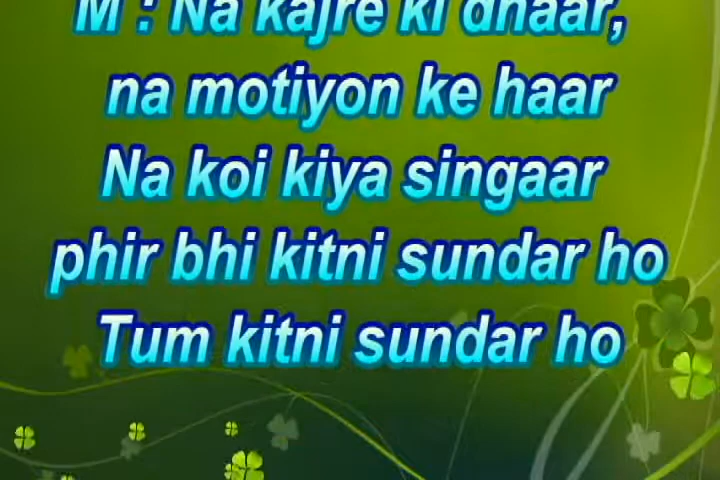 M : Na kajre ki dhaar,
na motiyon ke haar
Na koi kiya singaar
phir bhi kitni sundar ho
Tum kitni sundar ho